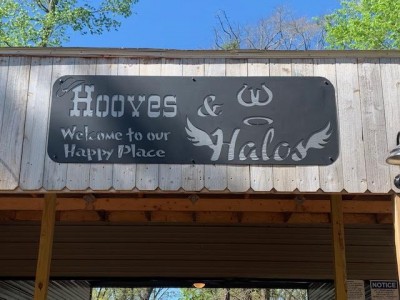 Hooves & Halos
Welcome to our
Happy Place
NOTICE